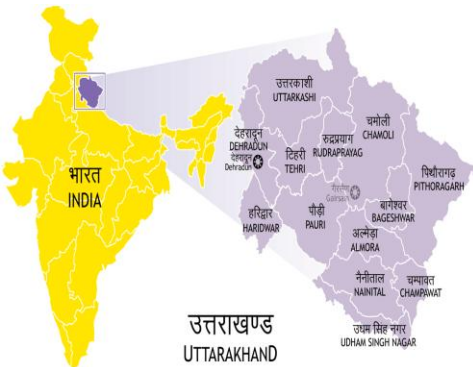 भारत
INDIA
उत्तरकाशी
UTTARKASHI
देहरादून
DEHRADUN
देहरादून
Dehradun
टिहरी
TEHRI
रुद्रप्रयाग
RUDRAPRAYAG
चमोली
CHAMOLI
पिथौरागढ़
PITHORAGARH
हरिद्वार
HARIDWAR
पौड़ी
PAURI
गैरसैंण
Gairsain
बागेश्वर
BAGESHWAR
अल्मोड़ा
ALMORA
नैनीताल
NAINITAL
चम्पावत
CHAMPAWAT
उधम सिंह नगर
UDHAM SINGH NAGAR
उत्तराखण्ड
UTTARAKHAND